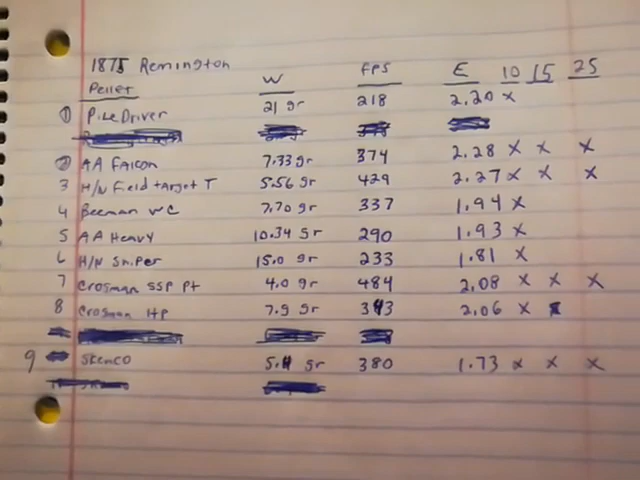 1875 Remington
Pellet W FPS E 10 15 25
1 PileDriver 21 gr 218 2.20 x
2 AA Falcon 7.33 gr 374 2.28 x x x
3 H/N Field target T 5.56 gr 429 2.27 x x x
4 Beeman WC 7.70 gr 337 1.94 x
5 AA Heavy 10.34 gr 290 1.93 x
6 H/N Sniper 15.0 gr 233 1.81 x
7 Crosman SSP Pt 4.0 gr 484 2.08 x x x
8 Crosman HP 7.9 gr 343 2.06 x x
9 Skenco gr 380 1.73 x x x